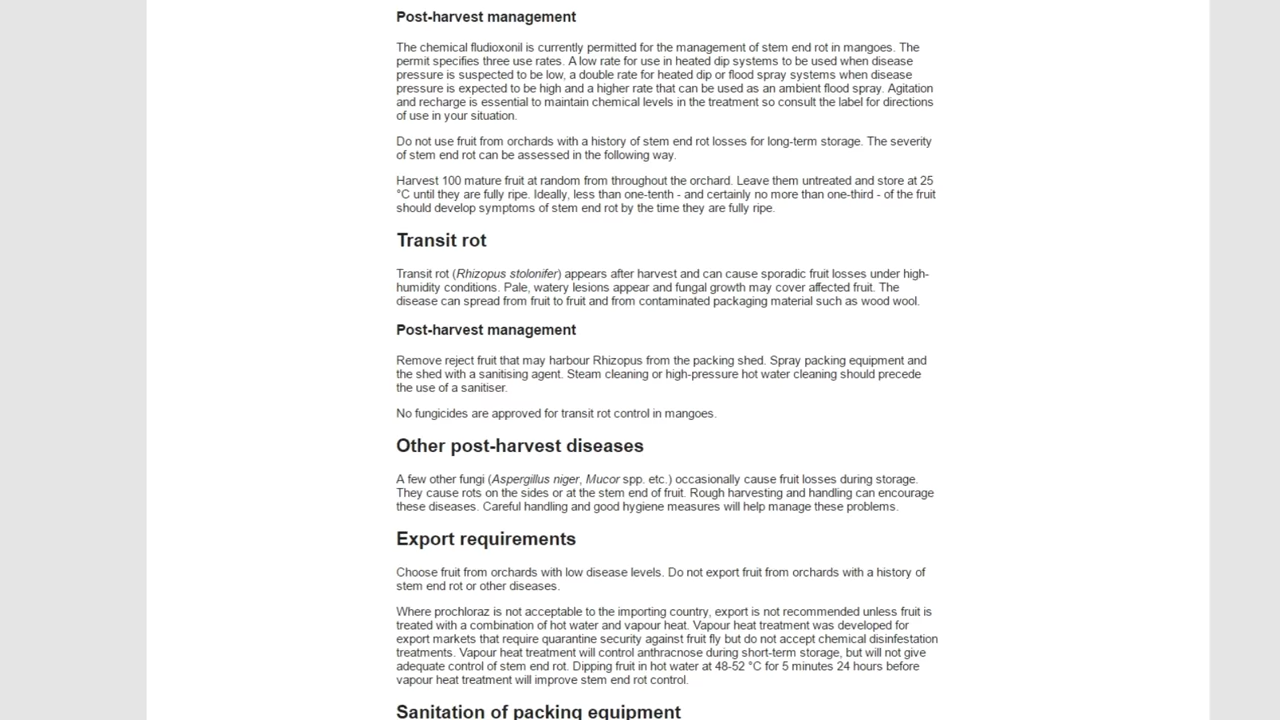 Post-harvest management
The chemical fludioxonil is currently permitted for the management of stem end rot in mangoes. The
permit specifies three use rates. A low rate for use in heated dip systems to be used when disease
pressure is suspected to be low, a double rate for heated dip or flood spray systems when disease
pressure is expected to be high and a higher rate that can be used as an ambient flood spray. Agitation
and recharge is essential to maintain chemical levels in the treatment so consult the label for directions
of use in your situation.
Do not use fruit from orchards with a history of stem end rot losses for long-term storage. The severity
of stem end rot can be assessed in the following way.
Harvest 100 mature fruit at random from throughout the orchard. Leave them untreated and store at 25
°C until they are fully ripe. Ideally, less than one-tenth - and certainly no more than one-third - of the fruit
should develop symptoms of stem end rot by the time they are fully ripe.
Transit rot
Transit rot (Rhizopus stolonifer) appears after harvest and can cause sporadic fruit losses under high-
humidity conditions. Pale, watery lesions appear and fungal growth may cover affected fruit. The
disease can spread from fruit to fruit and from contaminated packaging material such as wood wool.
Post-harvest management
Remove reject fruit that may harbour Rhizopus from the packing shed. Spray packing equipment and
the shed with a sanitising agent. Steam cleaning or high-pressure hot water cleaning should precede
the use of a sanitiser.
No fungicides are approved for transit rot control in mangoes.
Other post-harvest diseases
A few other fungi (Aspergillus niger, Mucor spp. etc.) occasionally cause fruit losses during storage.
They cause rots on the sides or at the stem end of fruit. Rough harvesting and handling can encourage
these diseases. Careful handling and good hygiene measures will help manage these problems.
Export requirements
Choose fruit from orchards with low disease levels. Do not export fruit from orchards with a history of
stem end rot or other diseases.
Where prochloraz is not acceptable to the importing country, export is not recommended unless fruit is
treated with a combination of hot water and vapour heat. Vapour heat treatment was developed for
export markets that require quarantine security against fruit fly but do not accept chemical disinfestation
treatments. Vapour heat treatment will control anthracnose during short-term storage, but will not give
adequate control of stem end rot. Dipping fruit in hot water at 48-52 °C for 5 minutes 24 hours before
vapour heat treatment will improve stem end rot control.
Sanitation of packing equipment